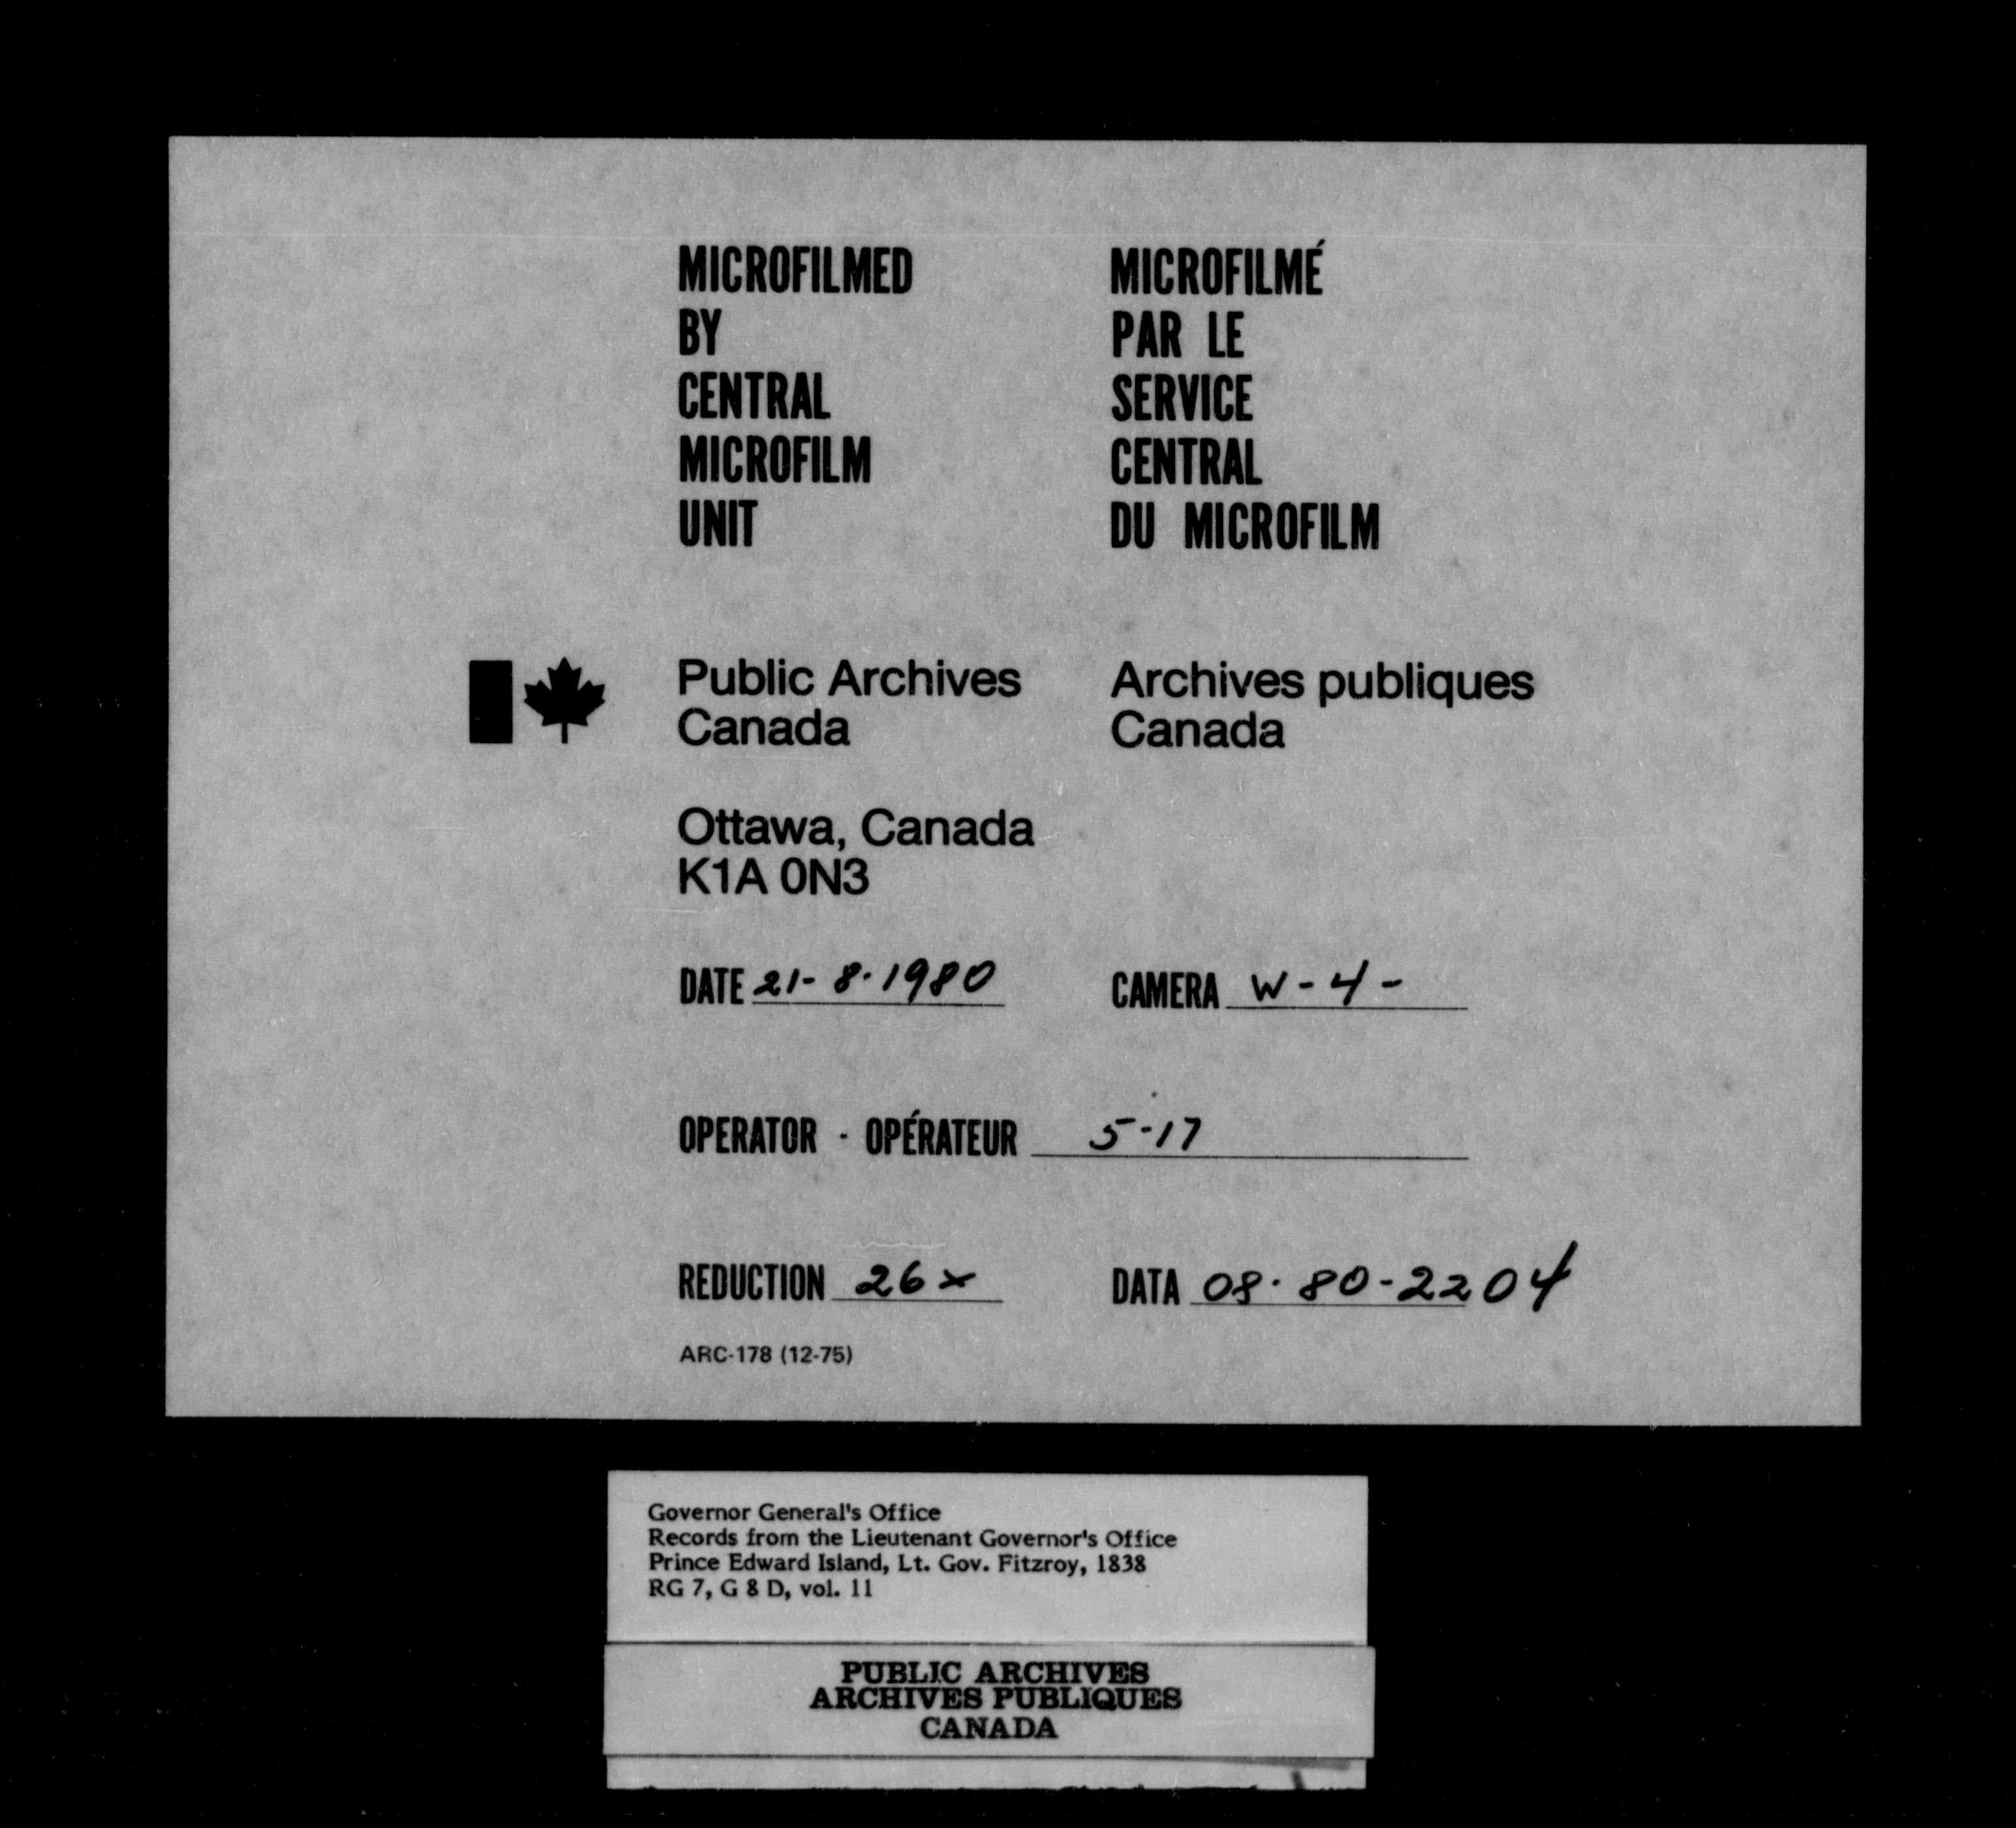 MICROFILMED
BY
CENTRAL
MICROFILM
UNIT
MICROFILMÉ
PAR LE
SERVICE
CENTRAL
DU MICROFILM
Public Archives
Canada
Archives publiques
Canada
Ottawa, Canada
K1A 0N3
DATE 21-8.1980
CAMERA W-4-
OPERATOR - OPÉRATEUR 5-17
REDUCTION 26x
DATA 08.80-2204
ARC-178 (12-75)
Governor General's Office
Records from the Lieutenant Governor's Office
Prince Edward Island, Lt. Gov. Fitzroy, 1838
RG 7, G 8 D, vol. 11
PUBLIC ARCHIVES
ARCHIVES PUBLIQUES
CANADA